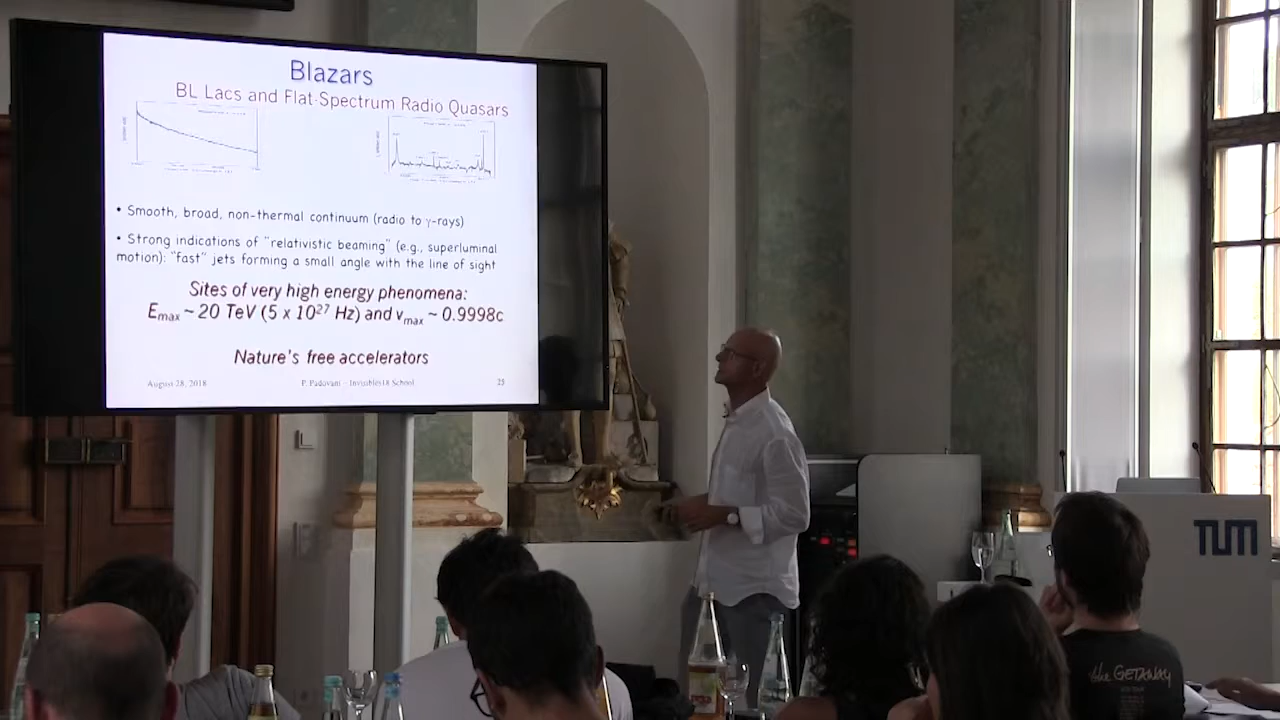 Blazars
BL Lacs and Flat-Spectrum Radio Quasars
• Smooth, broad, non-thermal continuum (radio to γ-rays)
• Strong indications of "relativistic beaming" (e.g., superluminal
motion): "fast" jets forming a small angle with the line of sight
Sites of very high energy phenomena:
Emax ~ 20 TeV (5 x 10²⁷ Hz) and vmax ~ 0.9998c
Nature's free accelerators
August 28, 2018 P. Padovani – Invisibles18 School 25
TUM
the GETAWAY